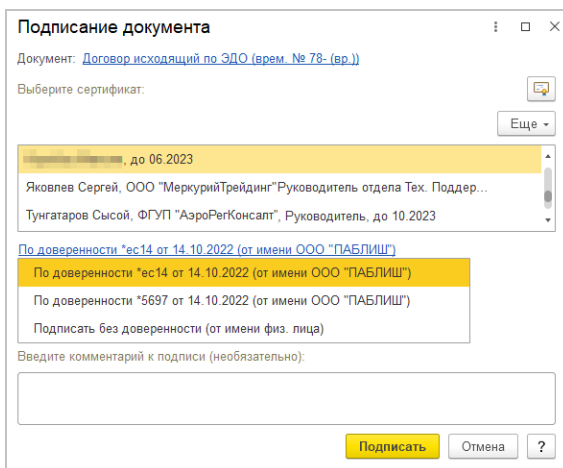 Подписание документа
Документ: Договор исходящий по ЭДО (врем. № 78- (вр.))
Выберите сертификат:
Еще
, до 06.2023
Яковлев Сергей, ООО "МеркурийТрейдинг"Руководитель отдела Тех. Поддер...
Тунгатаров Сысой, ФГУП "АэроРегКонсалт", Руководитель, до 10.2023
По доверенности *ес14 от 14.10.2022 (от имени ООО "ПАБЛИШ")
По доверенности *ес14 от 14.10.2022 (от имени ООО "ПАБЛИШ")
По доверенности *5697 от 14.10.2022 (от имени ООО "ПАБЛИШ")
Подписать без доверенности (от имени физ. лица)
Введите комментарий к подписи (необязательно):
Подписать Отмена ?